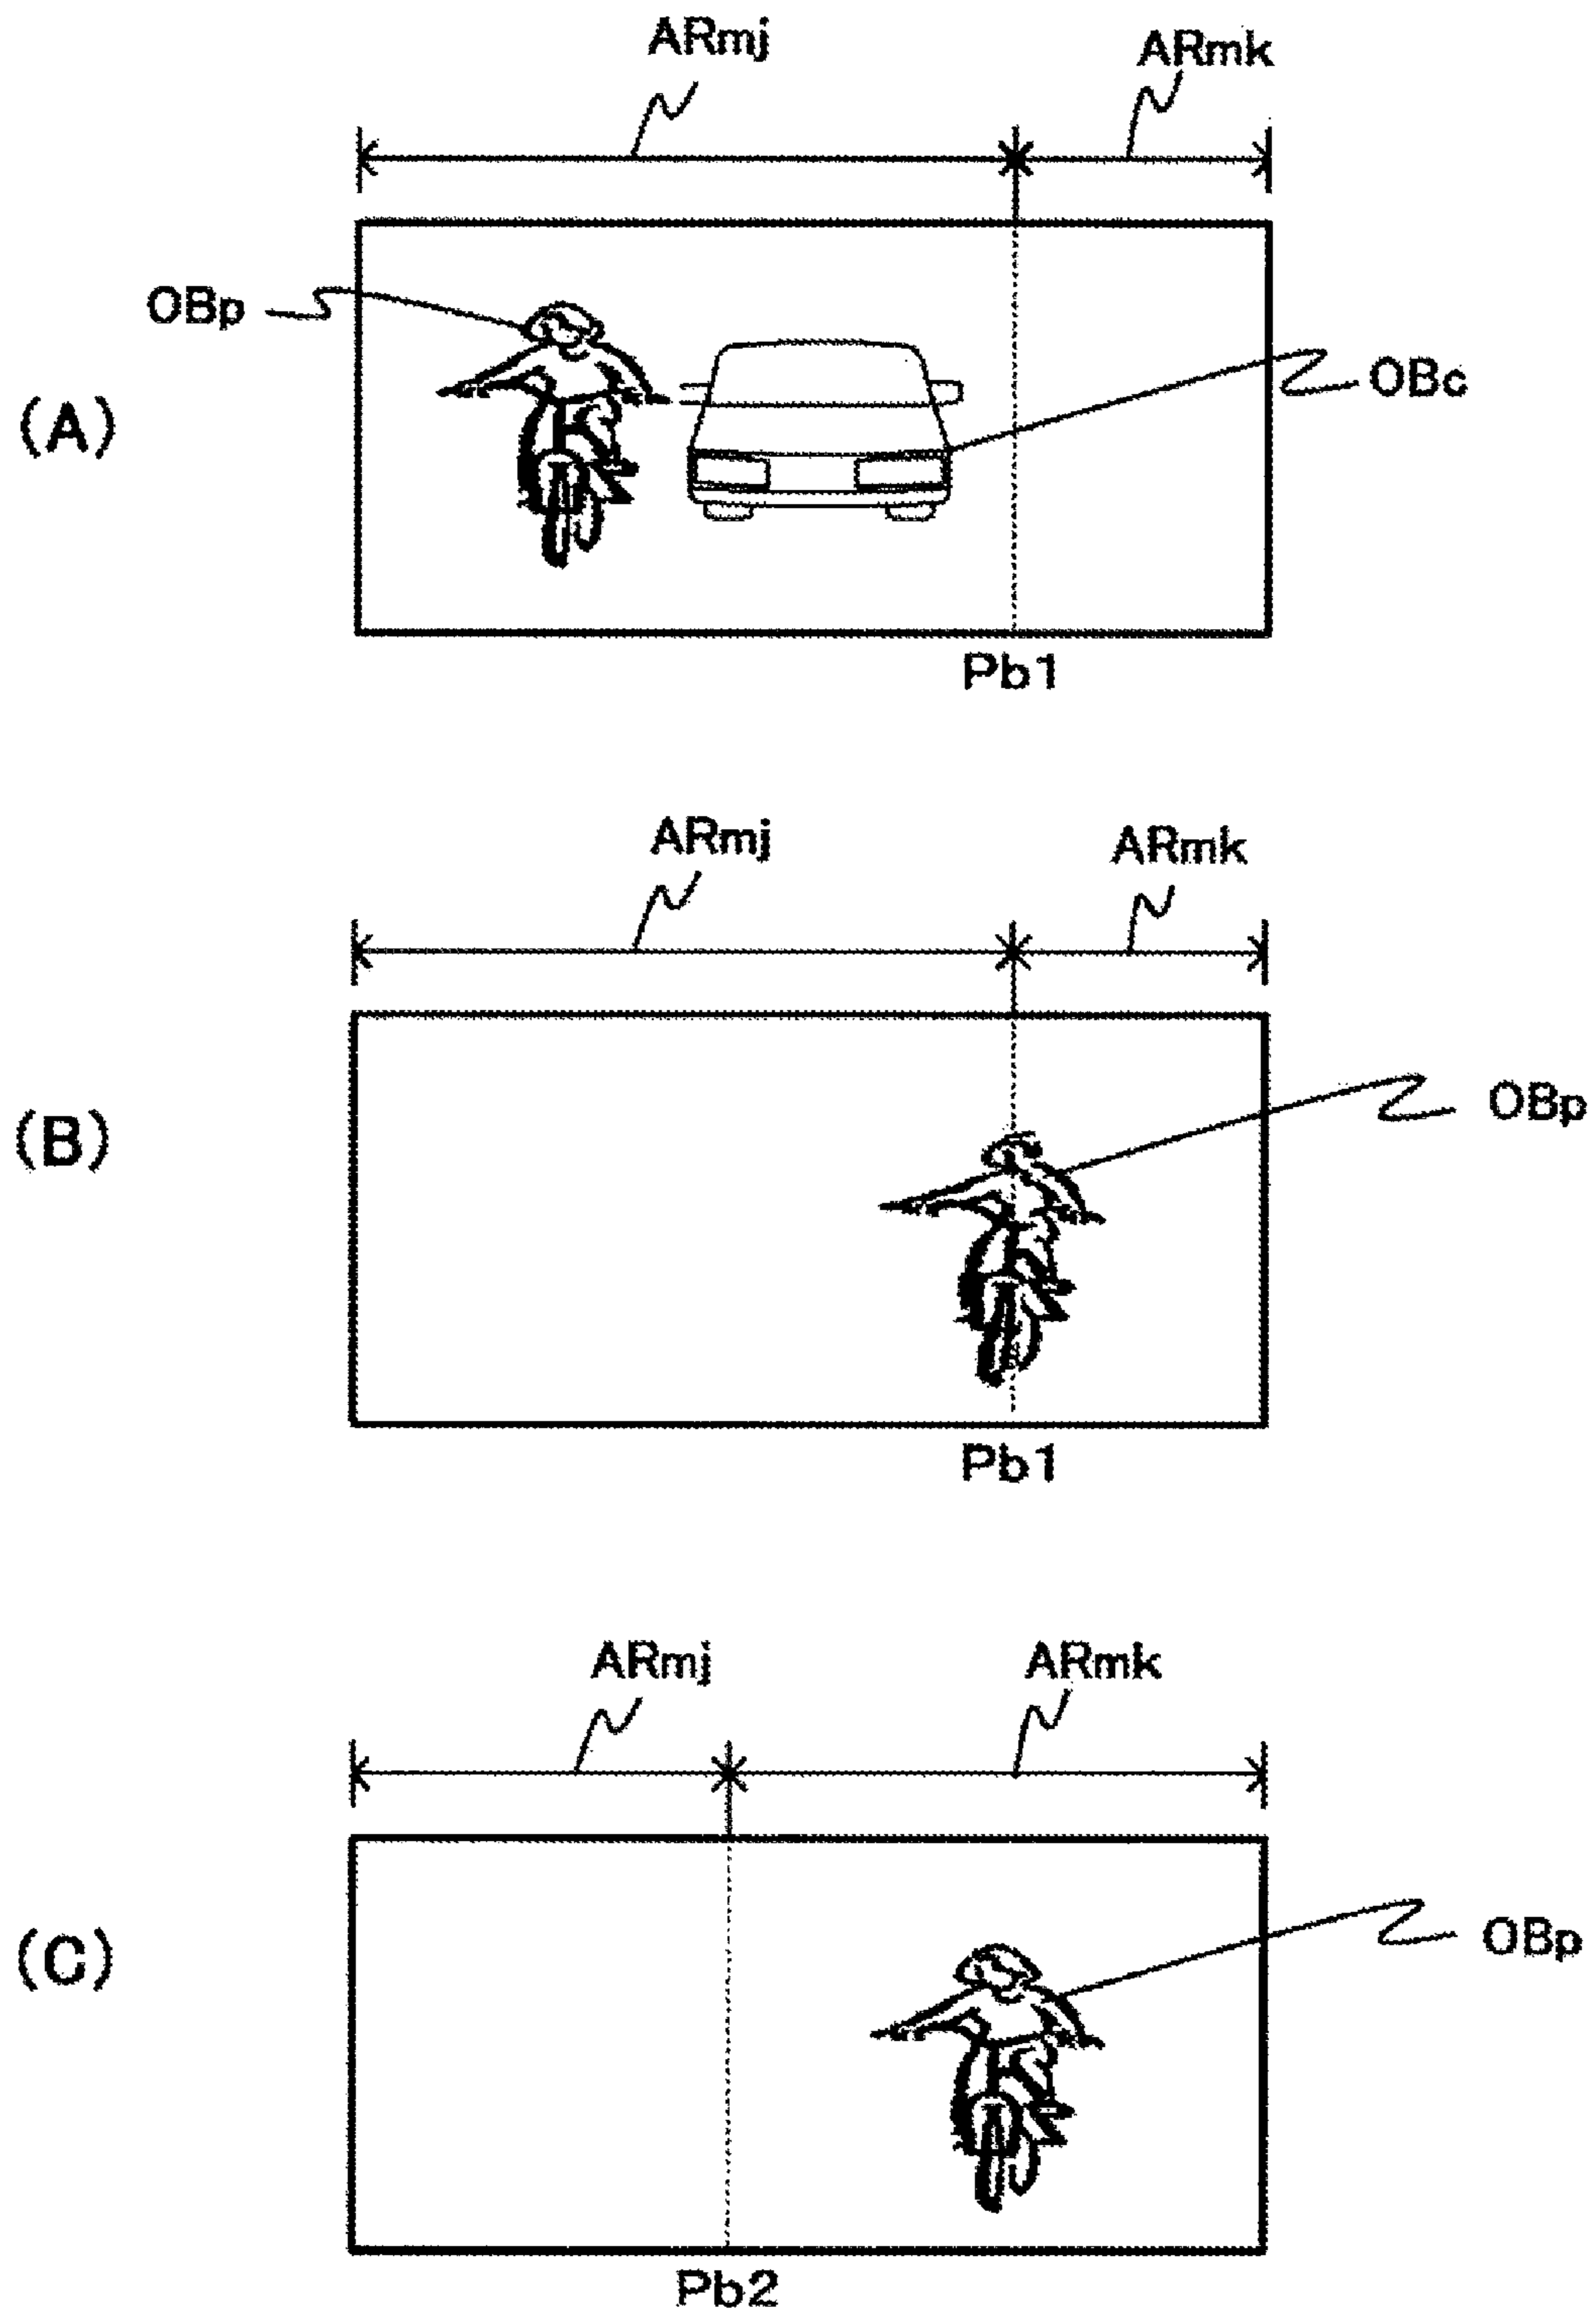 ARmj ARmk
OBp
OBc
(A)
Pb1
ARmj ARmk
OBp
(B)
Pb1
ARmj ARmk
OBp
(C)
Pb2